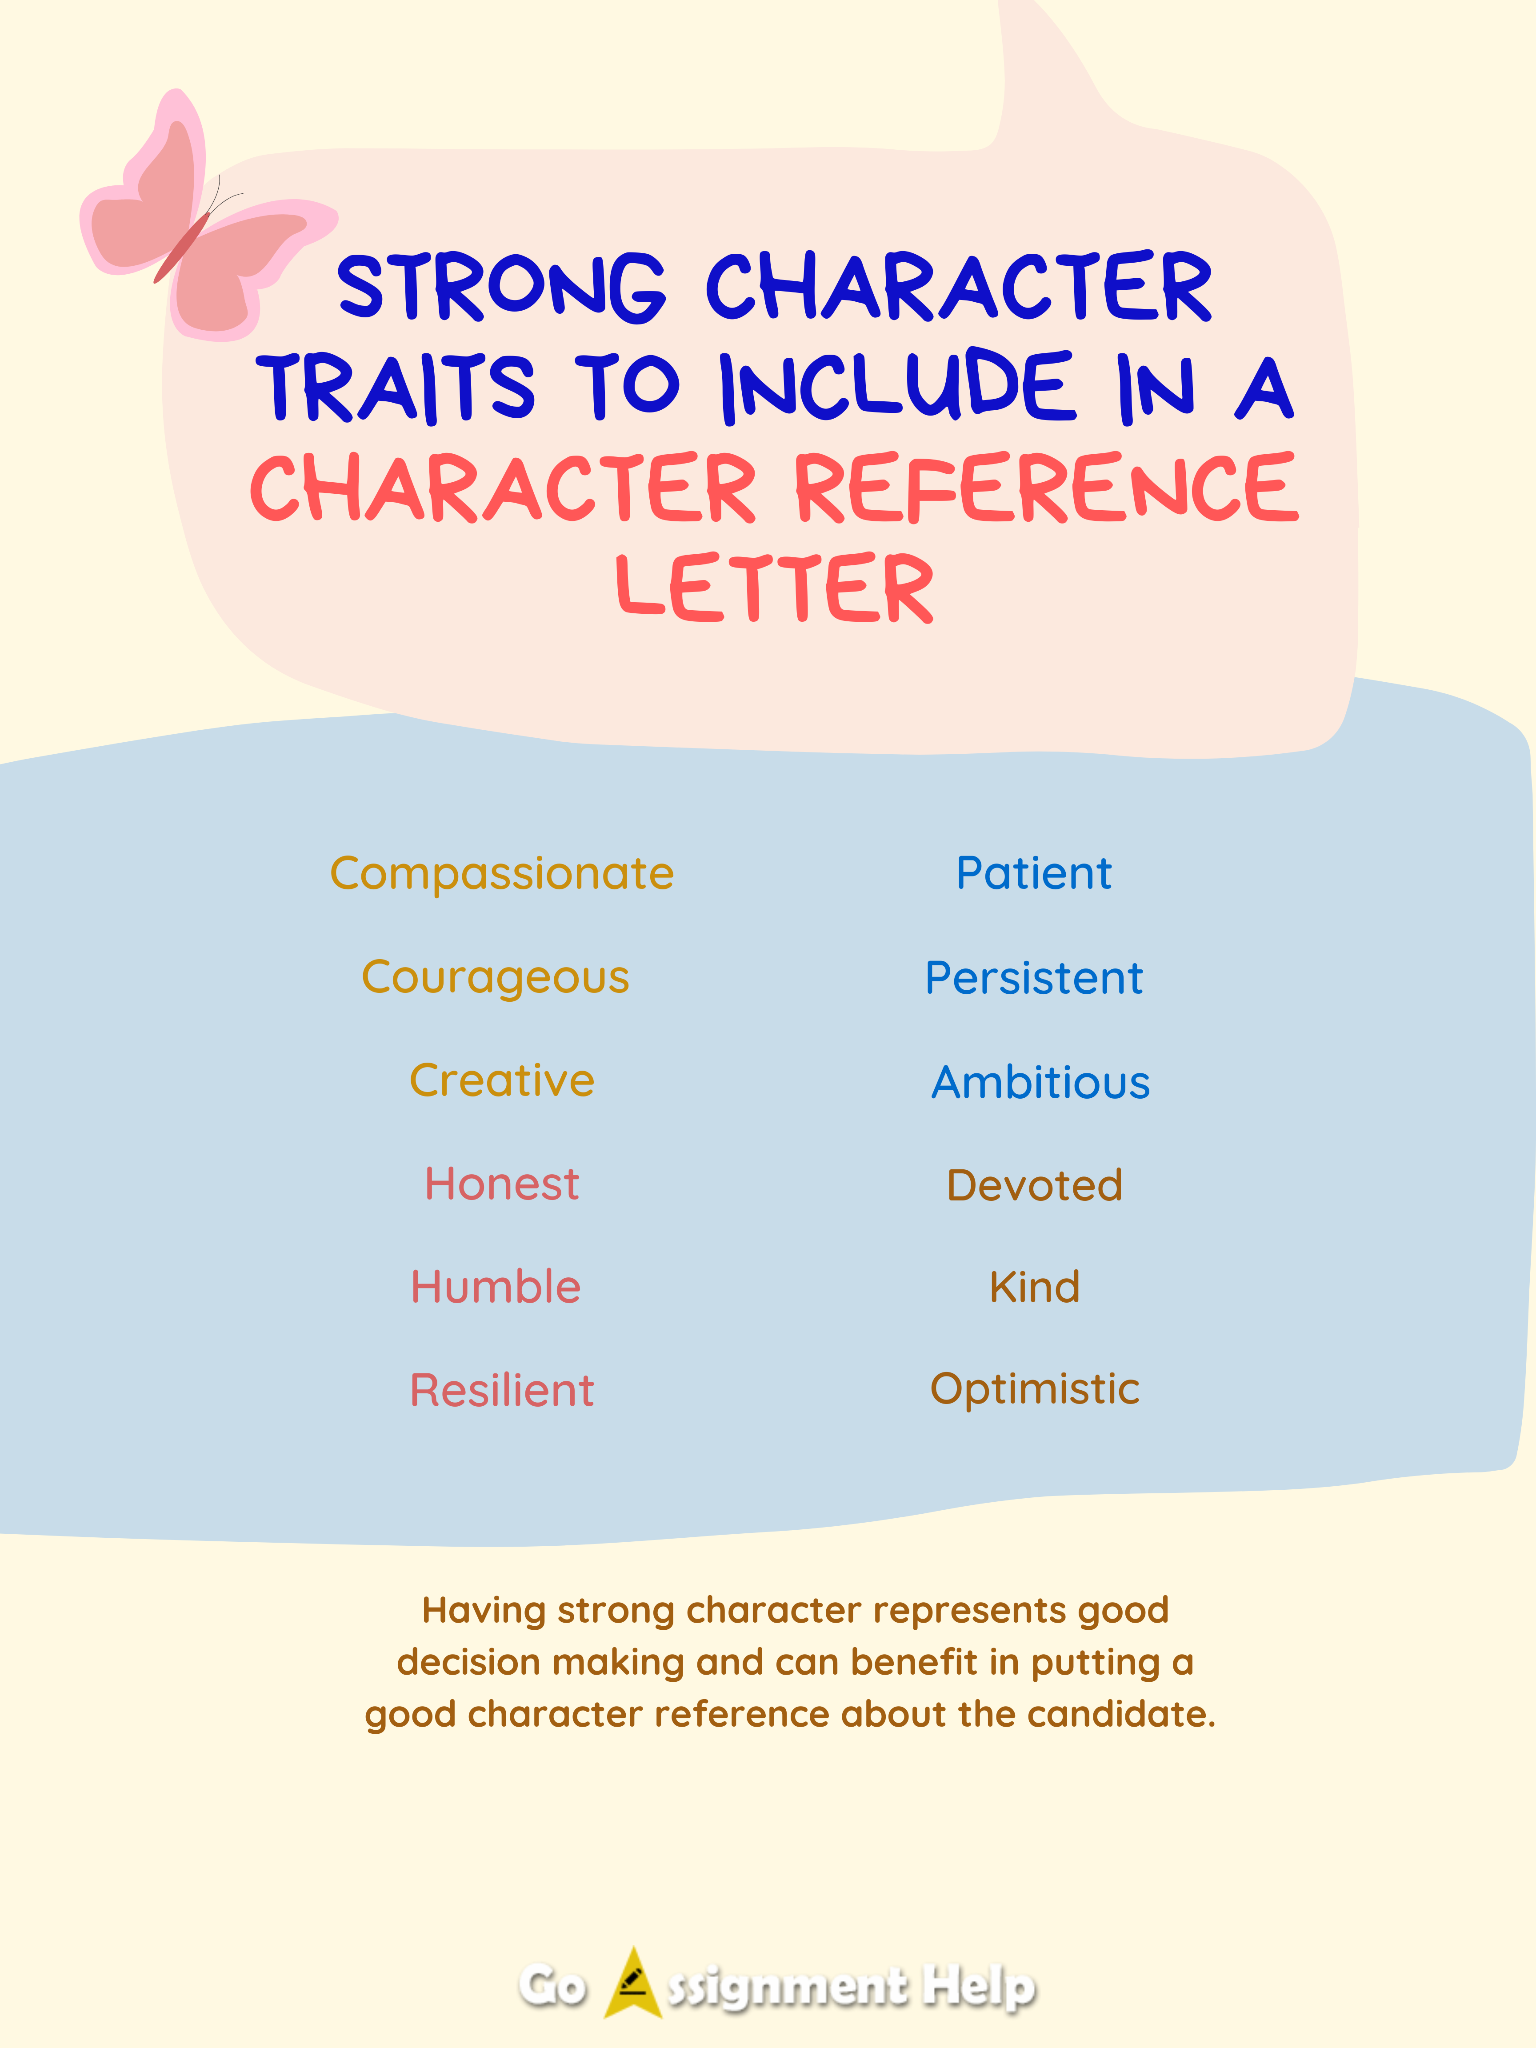 STRONG CHARACTER
TRAITS TO INCLUDE IN A
CHARACTER REFERENCE
LETTER
Compassionate
Courageous
Creative
Honest
Humble
Resilient
Patient
Persistent
Ambitious
Devoted
Kind
Optimistic
Having strong character represents good
decision making and can benefit in putting a
good character reference about the candidate.
Go Assignment Help